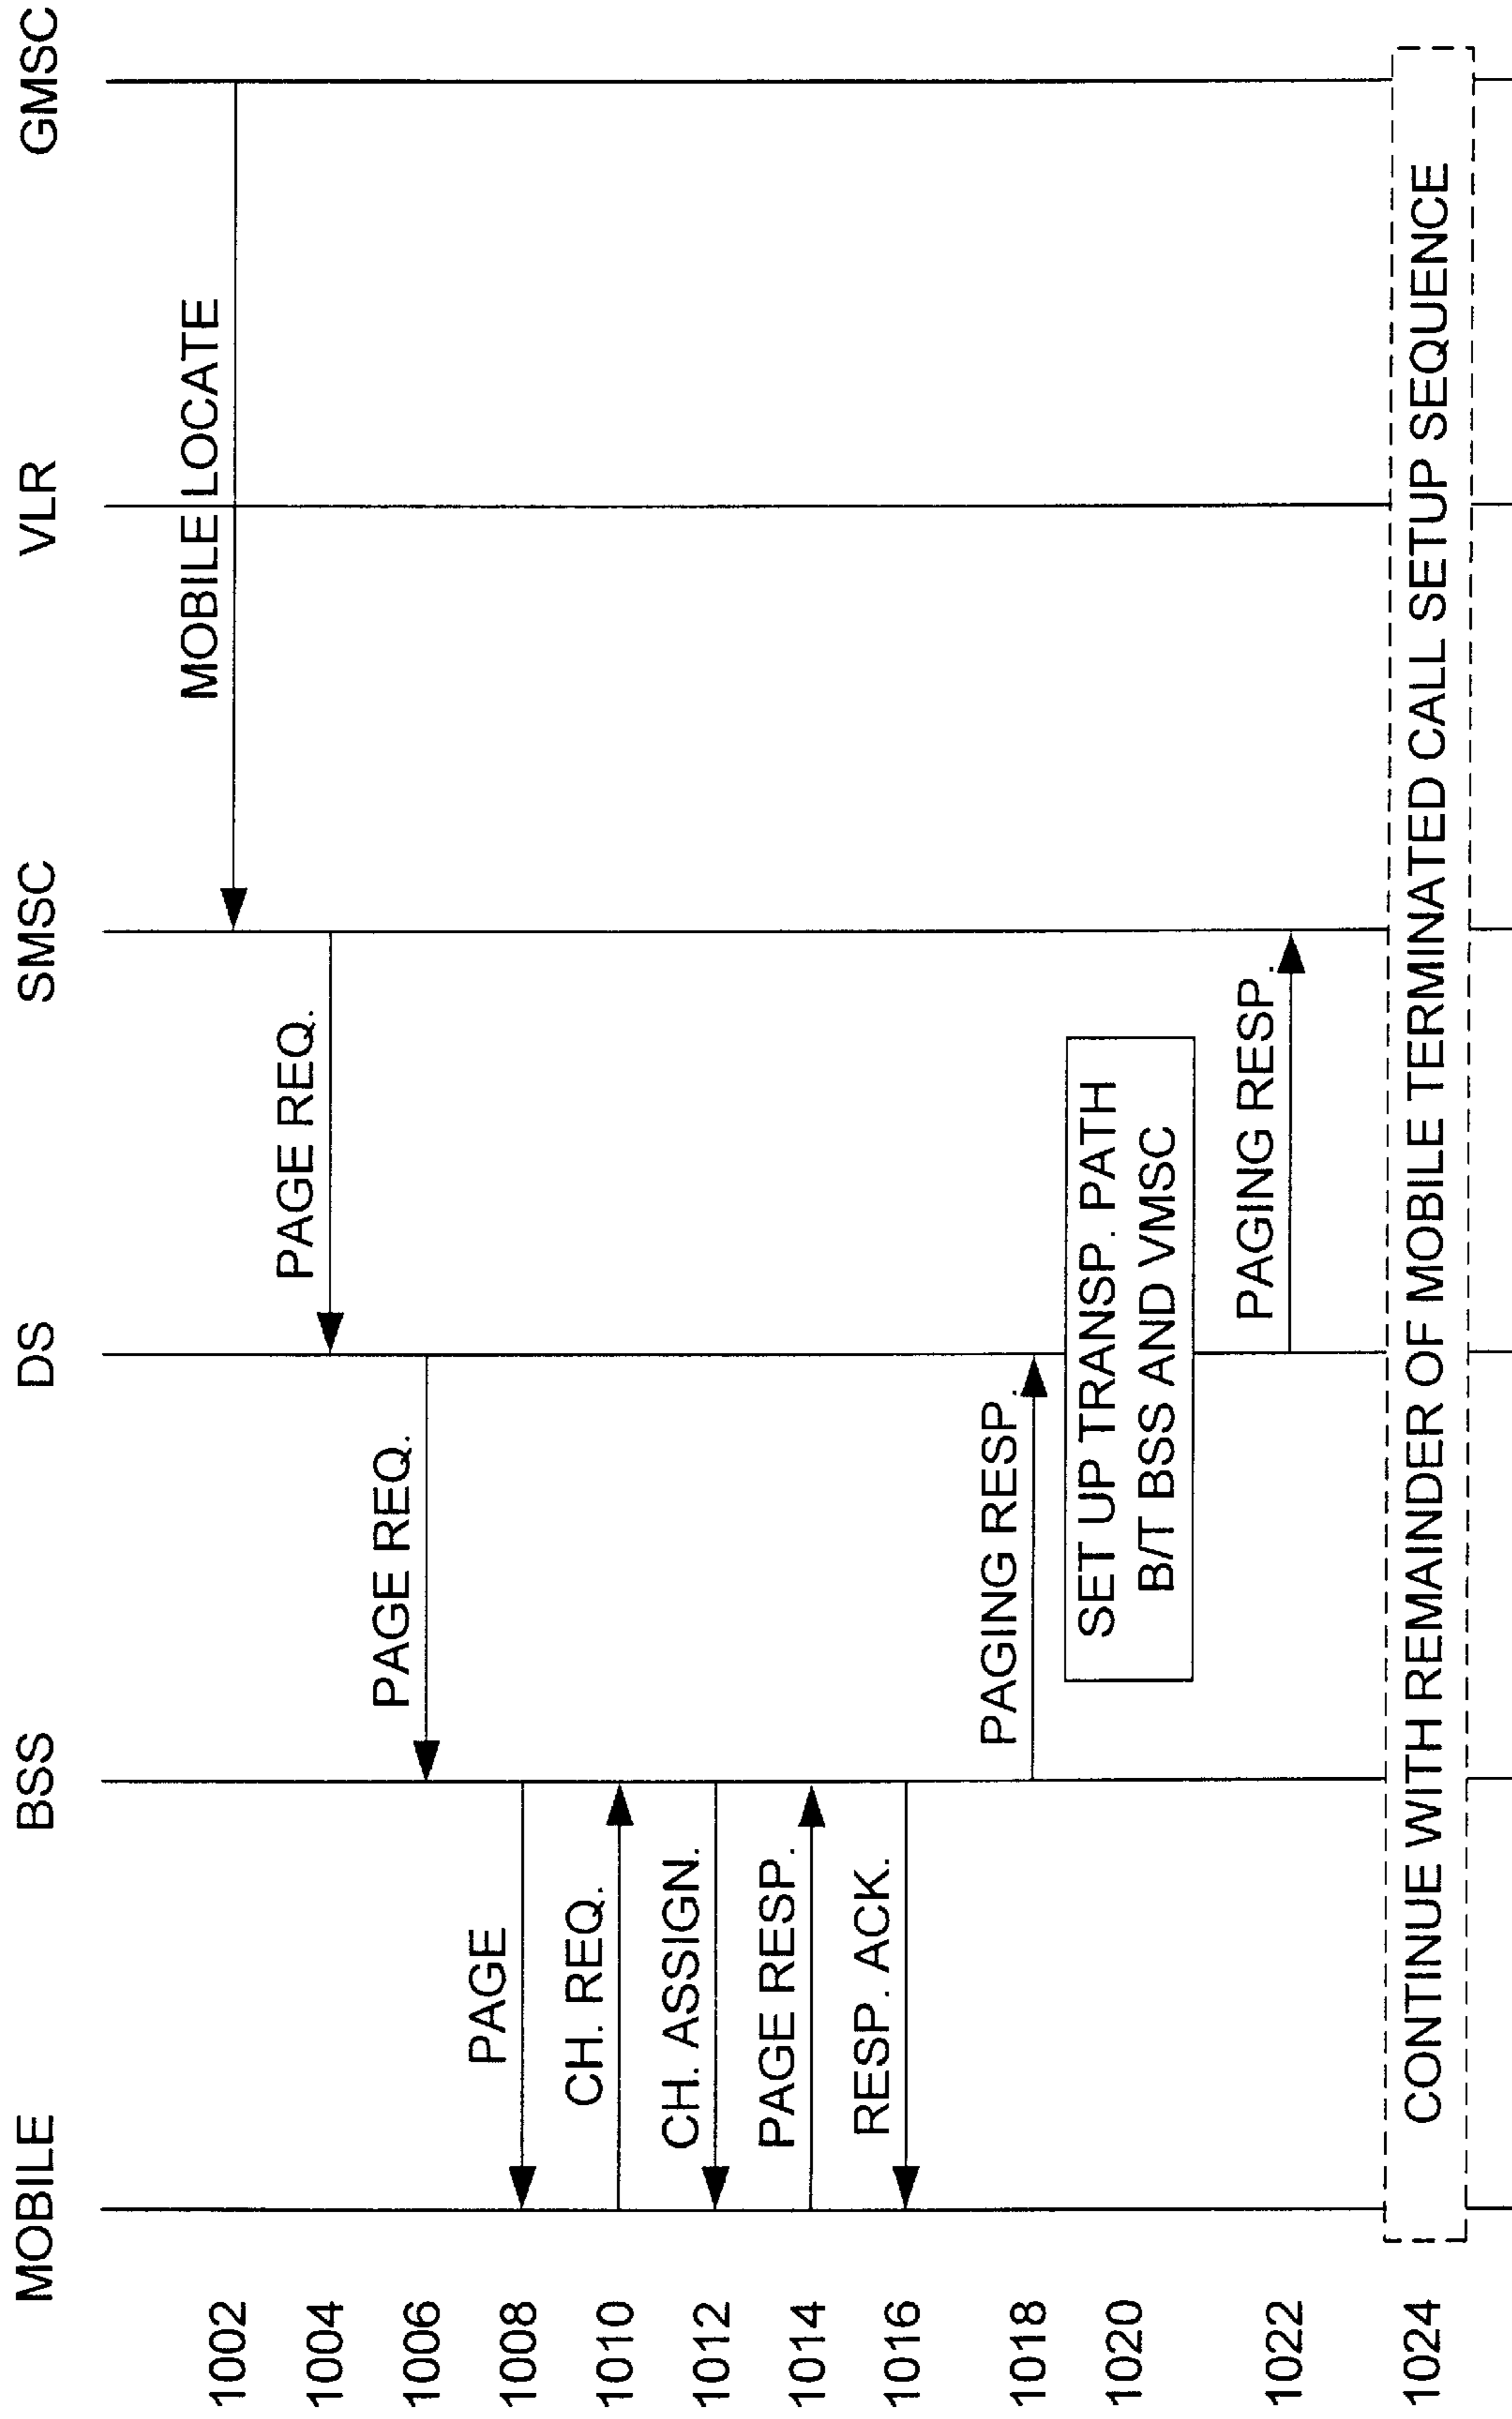 MOBILE BSS DS SMSC VLR GMSC
1002 MOBILE LOCATE
1004 PAGE REQ.
1006 PAGE REQ.
1008 PAGE
1010 CH. REQ.
1012 CH. ASSIGN.
1014 PAGE RESP.
1016 RESP. ACK.
1018 PAGING RESP.
1020 SET UP TRANSP. PATH
B/T BSS AND VMSC
1022 PAGING RESP.
1024 CONTINUE WITH REMAINDER OF MOBILE TERMINATED CALL SETUP SEQUENCE